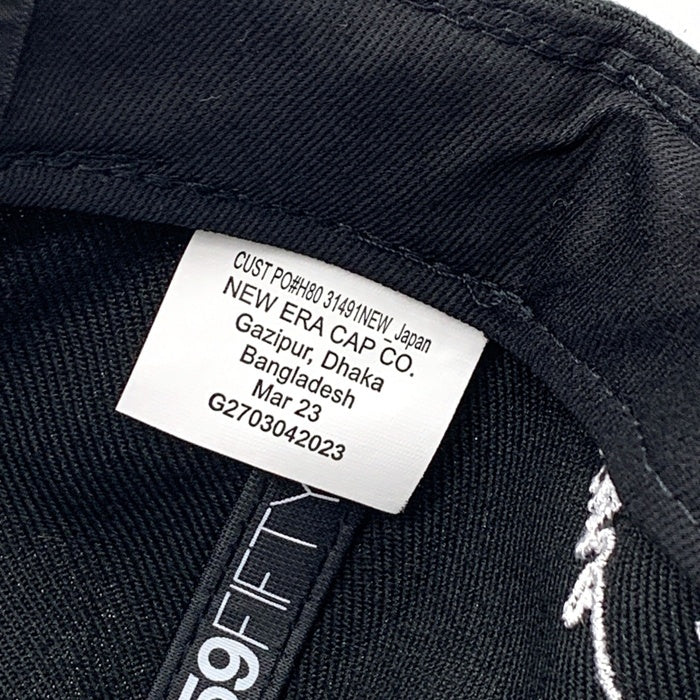 CUST PO#H80 31491NEW_Japan
NEW ERA CAP CO.
Gazipur, Dhaka
Bangladesh
Mar 23
G2703042023
59FIFTY